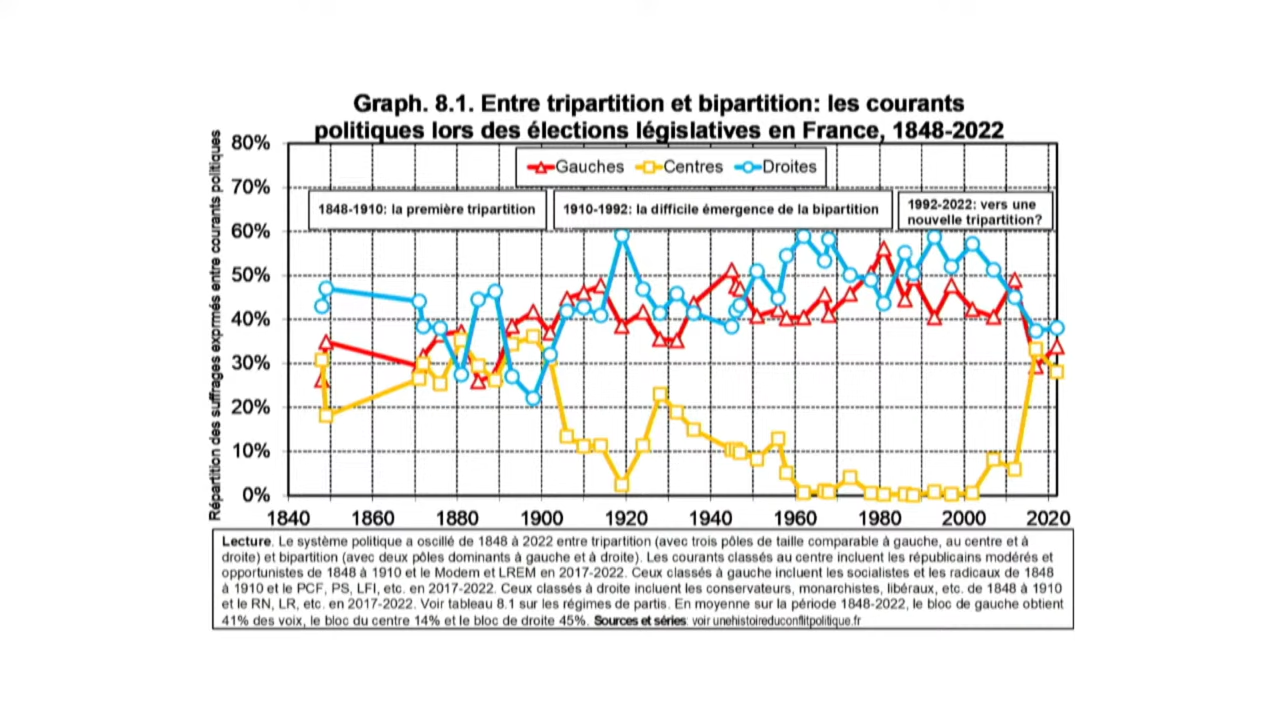 Graph. 8.1. Entre tripartition et bipartition: les courants
politiques lors des élections législatives en France, 1848-2022
Répartition des suffrages exprmés entre courants politiques
80%
70%
60%
50%
40%
30%
20%
10%
0%
Gauches Centres Droites
1848-1910: la première tripartition
1910-1992: la difficile émergence de la bipartition
1992-2022: vers une
nouvelle tripartition?
1840 1860 1880 1900 1920 1940 1960 1980 2000 2020
Lecture. Le système politique a oscillé de 1848 à 2022 entre tripartition (avec trois pôles de taille comparable à gauche, au centre et à
droite) et bipartition (avec deux pôles dominants à gauche et à droite). Les courants classés au centre incluent les républicains modérés et
opportunistes de 1848 à 1910 et le Modem et LREM en 2017-2022. Ceux classés à gauche incluent les socialistes et les radicaux de 1848
à 1910 et le PCF, PS, LFI, etc. en 2017-2022. Ceux classés à droite incluent les conservateurs, monarchistes, libéraux, etc. de 1848 à 1910
et le RN, LR, etc. en 2017-2022. Voir tableau 8.1 sur les régimes de partis. En moyenne sur la période 1848-2022, le bloc de gauche obtient
41% des voix, le bloc du centre 14% et le bloc de droite 45%. Sources et séries: voir unehistoireduconflitpolitique.fr